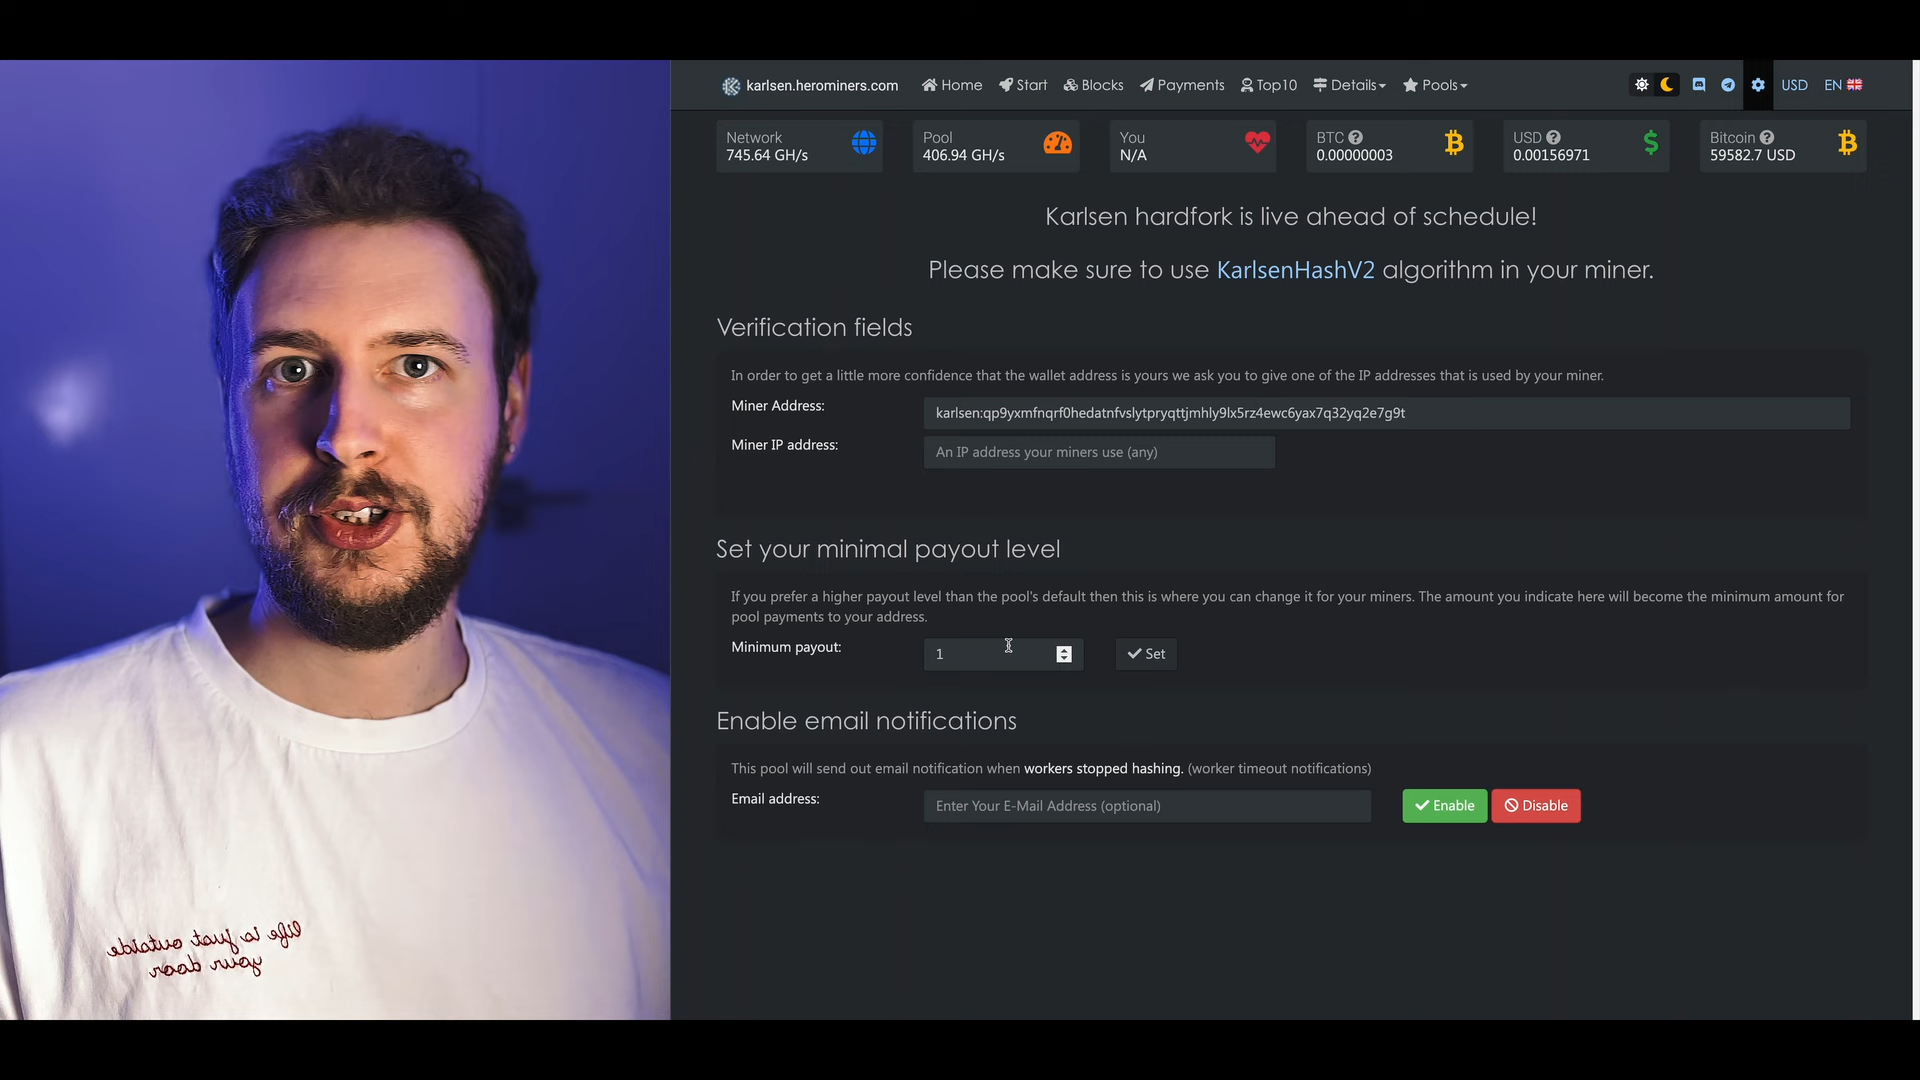 karlsen.herominers.com Home Start Blocks Payments Top10 Details Pools USD EN
Network
745.64 GH/s
Pool
406.94 GH/s
You
N/A
BTC
0.00000003
USD
0.00156971
Bitcoin
59582.7 USD
Karlsen hardfork is live ahead of schedule!
Please make sure to use KarlsenHashV2 algorithm in your miner.
Verification fields
In order to get a little more confidence that the wallet address is yours we ask you to give one of the IP addresses that is used by your miner.
Miner Address: karlsen:qp9yxmfnqrf0hedatnfvslytpryqttjmhly9lx5rz4ewc6yax7q32yq2e7g9t
Miner IP address: An IP address your miners use (any)
Set your minimal payout level
If you prefer a higher payout level than the pool's default then this is where you can change it for your miners. The amount you indicate here will become the minimum amount for
pool payments to your address.
Minimum payout: 1 Set
Enable email notifications
This pool will send out email notification when workers stopped hashing. (worker timeout notifications)
Email address: Enter Your E-Mail Address (optional) Enable Disable
life is just outside
your door